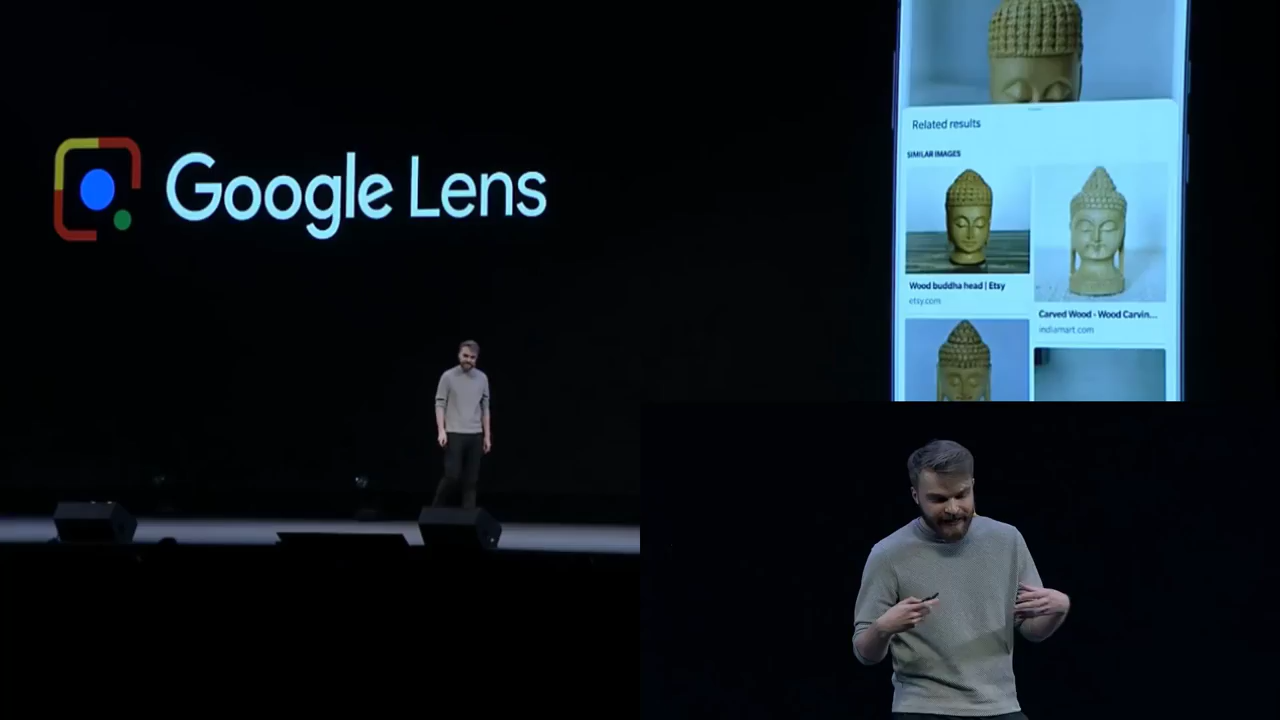 Google Lens
Related results
SIMILAR IMAGES
Wood buddha head | Etsy
etsy.com
Carved Wood - Wood Carvin...
indiamart.com